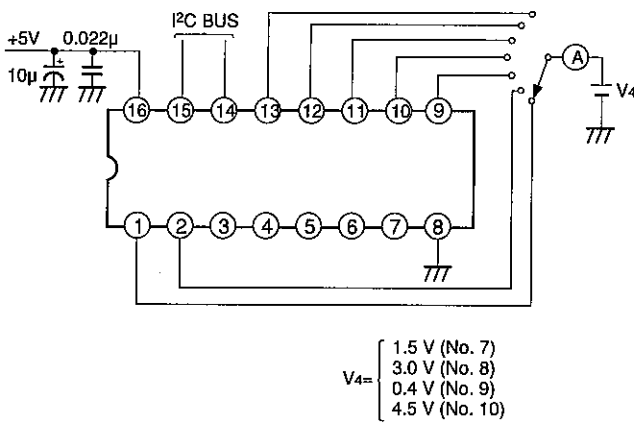 I²C BUS
+5V
0.022μ
+
10μ
16 15 14 13 12 11 10 9
A
V4
1 2 3 4 5 6 7 8
V4=
1.5 V (No. 7)
3.0 V (No. 8)
0.4 V (No. 9)
4.5 V (No. 10)